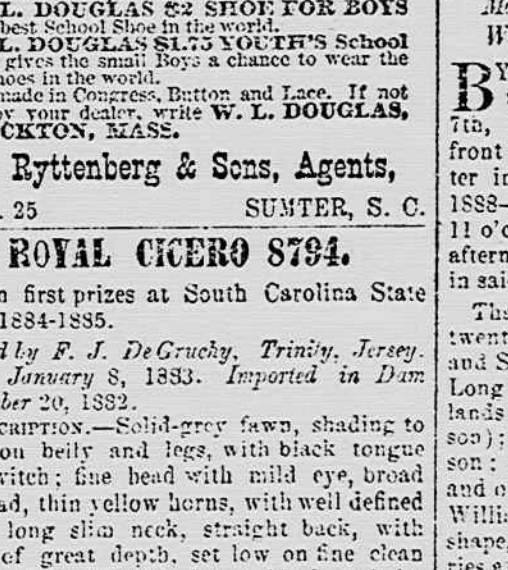 L. DOUGLAS $2 SHOE FOR BOYS
best School Shoe in the world.
L. DOUGLAS $1.75 YOUTH'S School
gives the small Boys a chance to wear the
hoes in the world.
made in Congress, Button and Lace. If not
by your dealer, write W. L. DOUGLAS,
CKTON, MASS.
Ryttenberg & Sons, Agents,
. 25 SUMTER, S. C.
ROYAL CICERO 8794.
n first prizes at South Carolina State
1884-1885.
d by F. J. DeGruchy, Trinity, Jersey.
January 8, 1883. Imported in Dam
ber 20, 1882.
CRIPTION.—Solid-grey fawn, shading to
on belly and legs, with black tongue
witch; fine head with mild eye, broad
ad, thin yellow horns, with well defined
long slim neck, straight back, with
of great depth, set low on fine clean
BY
7th,
front
ter in
1888—
11 o'c
aftern
in sai
The
twent
and S
Long
lands
son);
son;
and o
Willia
shape,
ries a